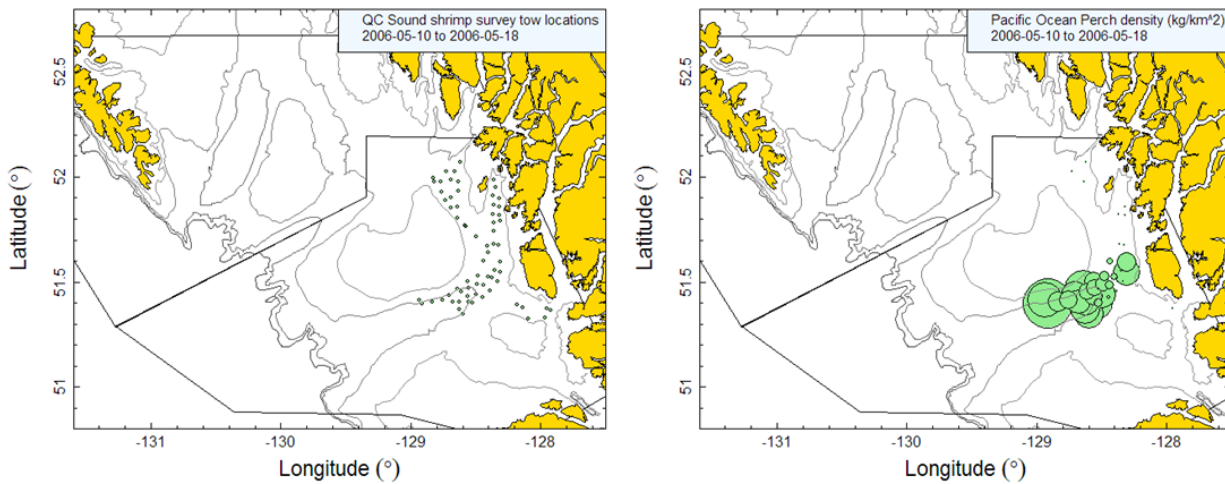 QC Sound shrimp survey tow locations
2006-05-10 to 2006-05-18
Latitude (°)
52.5
52
51.5
51
-131
-130
-129
-128
Longitude (°)
Pacific Ocean Perch density (kg/km^2)
2006-05-10 to 2006-05-18
Latitude (°)
52.5
52
51.5
51
-131
-130
-129
-128
Longitude (°)